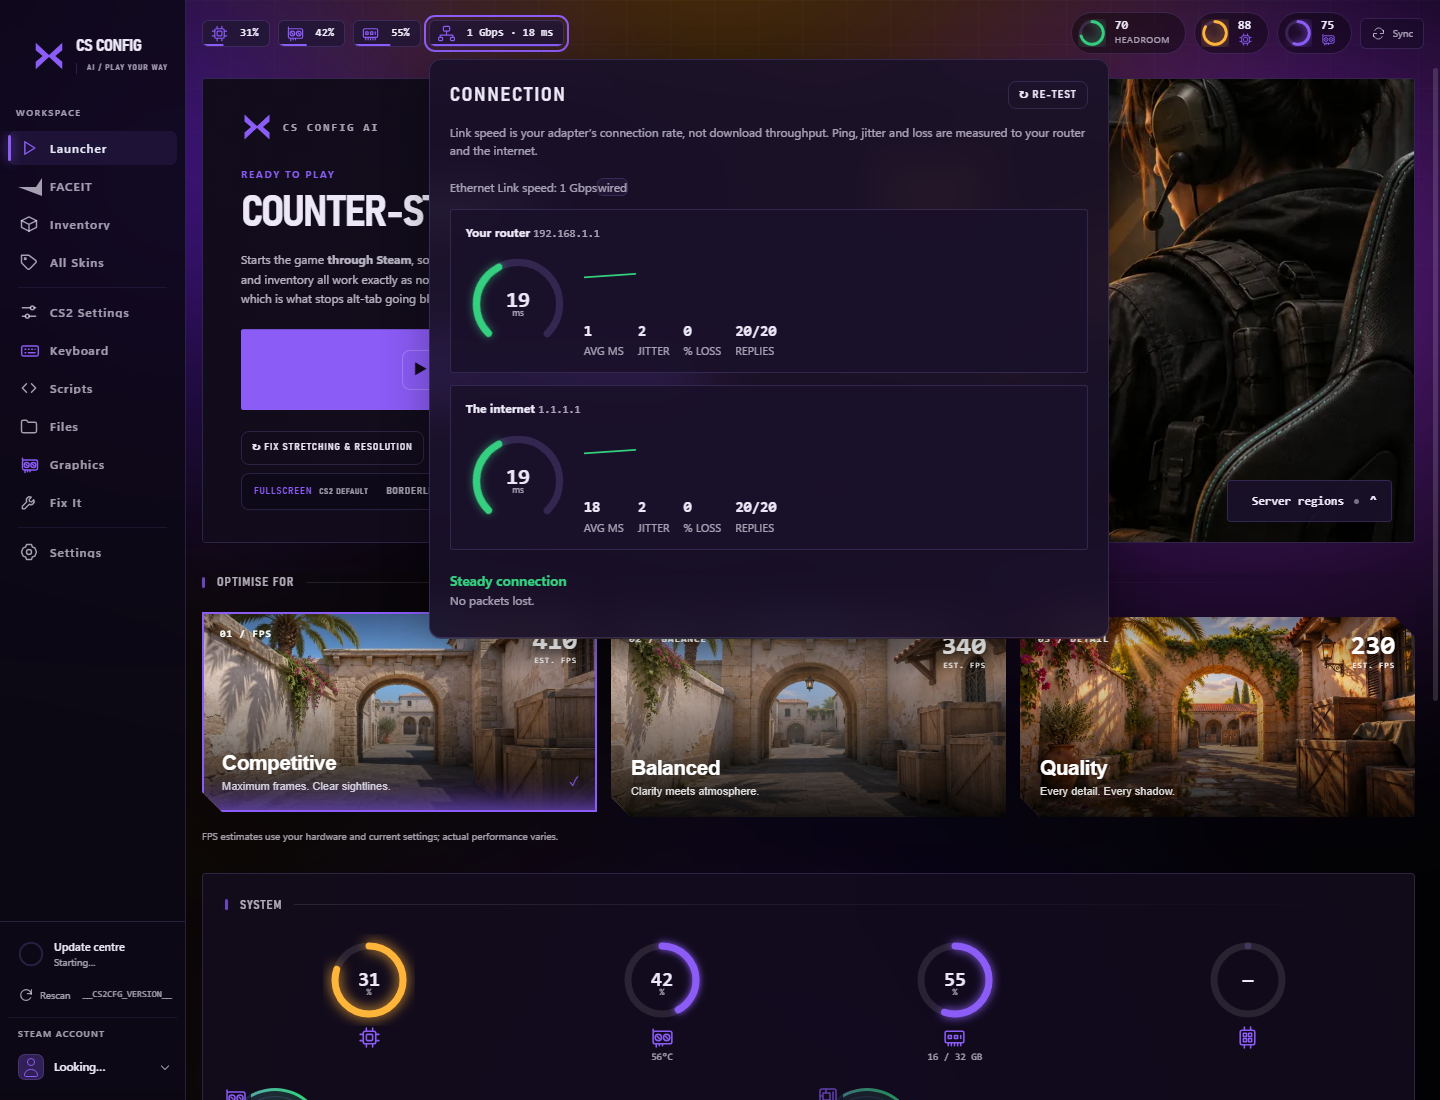 CS CONFIG
AI / PLAY YOUR WAY
31%
42%
55%
1 Gbps · 18 ms
70
HEADROOM
88
75
Sync
WORKSPACE
Launcher
FACEIT
Inventory
All Skins
CS2 Settings
Keyboard
Scripts
Files
Graphics
Fix It
Settings
Update centre
Starting...
Rescan
__CS2CFG_VERSION__
STEAM ACCOUNT
Looking...
CS CONFIG AI
READY TO PLAY
COUNTER-S
Starts the game through Steam, so
and inventory all work exactly as no
which is what stops alt-tab going bl
↻ FIX STRETCHING & RESOLUTION
FULLSCREEN CS2 DEFAULT BORDERL
CONNECTION
↻ RE-TEST
Link speed is your adapter's connection rate, not download throughput. Ping, jitter and loss are measured to your router
and the internet.
Ethernet Link speed: 1 Gbpswired
Your router 192.168.1.1
19
ms
1 2 0 20/20
AVG MS JITTER % LOSS REPLIES
The internet 1.1.1.1
19
ms
18 2 0 20/20
AVG MS JITTER % LOSS REPLIES
Steady connection
No packets lost.
Server regions • ^
OPTIMISE FOR
01 / FPS
410
EST. FPS
Competitive
Maximum frames. Clear sightlines.
✓
02 / BALANCE
340
EST. FPS
Balanced
Clarity meets atmosphere.
03 / DETAIL
230
EST. FPS
Quality
Every detail. Every shadow.
FPS estimates use your hardware and current settings; actual performance varies.
SYSTEM
31
%
42
%
56°C
55
%
16 / 32 GB
—